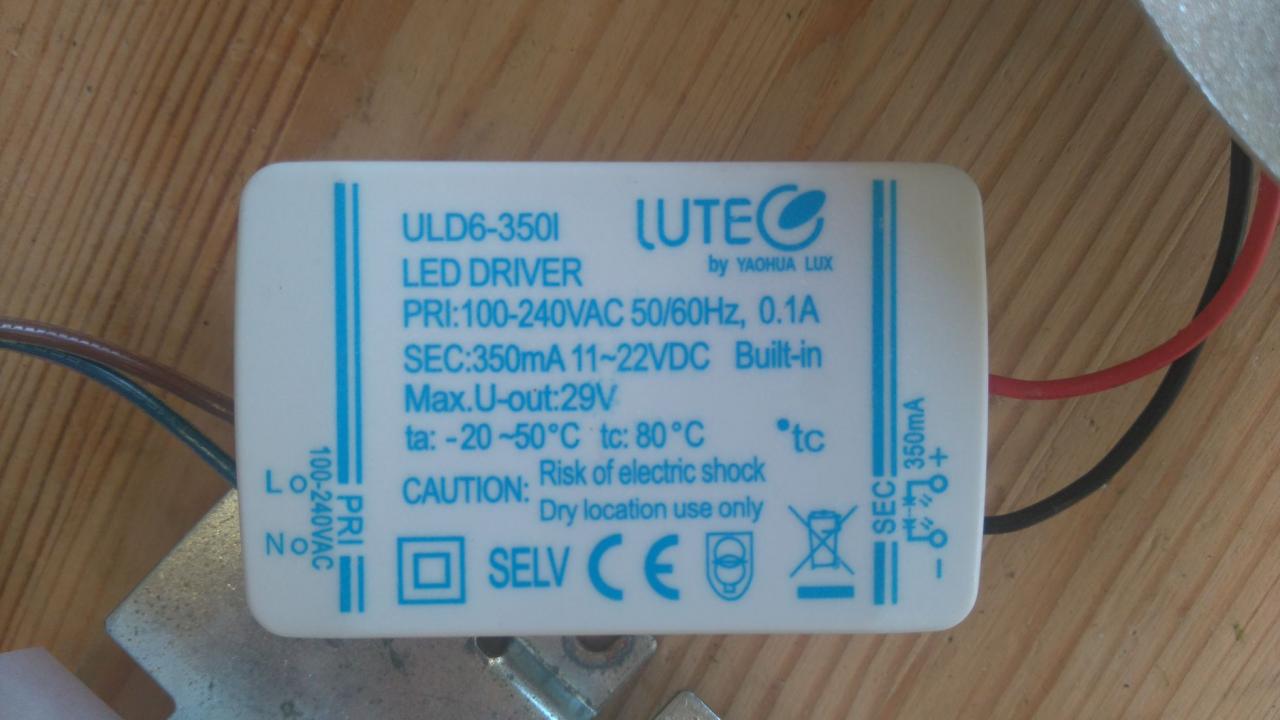 ULD6-350I
LUTEC
by YAOHUA LUX
LED DRIVER
PRI:100-240VAC 50/60Hz, 0.1A
SEC:350mA 11~22VDC Built-in
Max.U-out:29V
ta: -20 ~50°C tc: 80°C •tc
CAUTION: Risk of electric shock
Dry location use only
SELV CE
L
N
100-240VAC
PRI
SEC
350mA
+
-